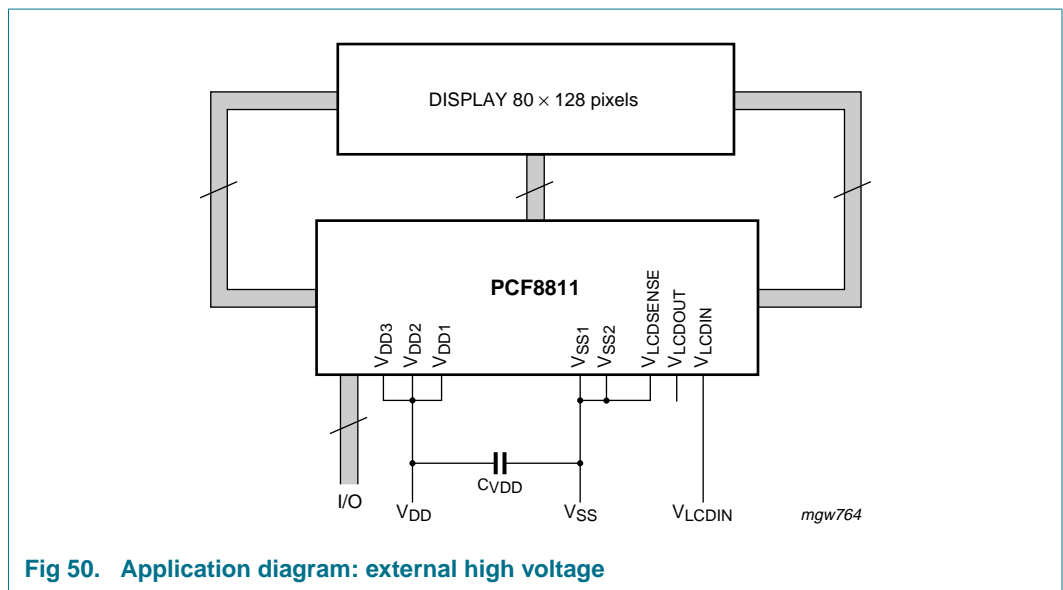 DISPLAY 80 × 128 pixels
PCF8811
VDD3
VDD2
VDD1
VSS1
VSS2
VLCDSENSE
VLCDOUT
VLCDIN
I/O
VDD
CVDD
VSS
VLCDIN
mgw764
Fig 50. Application diagram: external high voltage